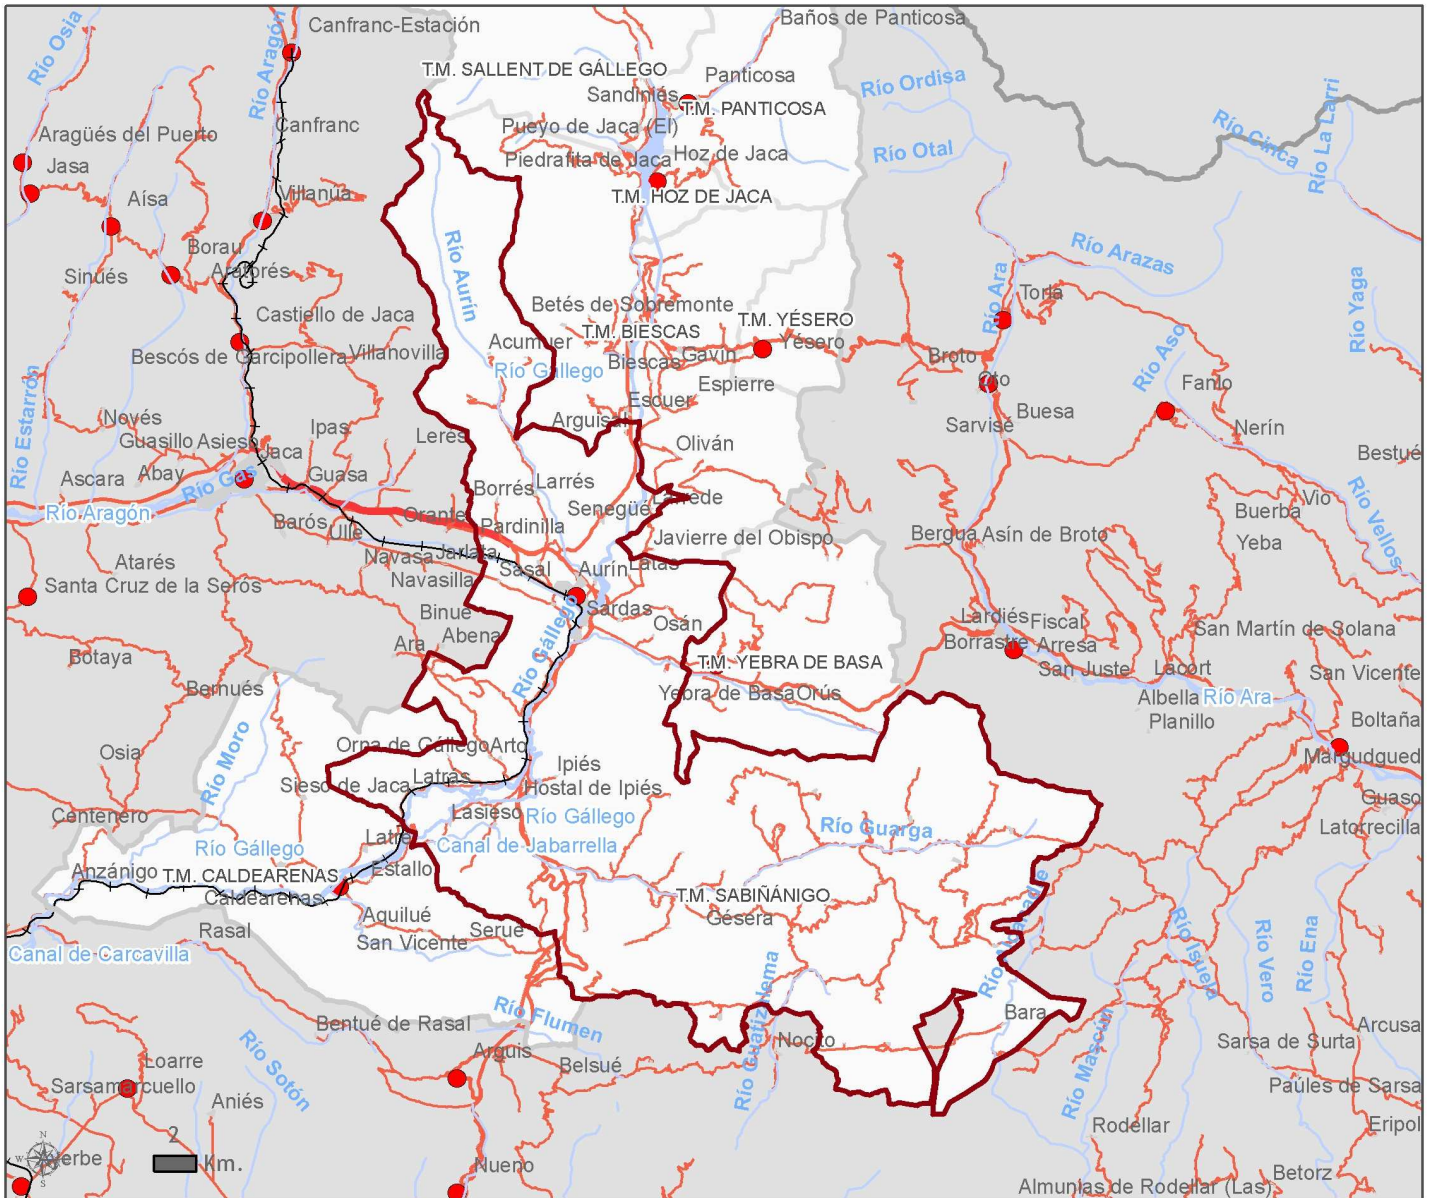 Baños de Panticosa
Canfranc-Estación
Río Osia
Río Aragón
T.M. SALLENT DE GÁLLEGO
Panticosa
Sandiniés
T.M. PANTICOSA
Río Ordisa
Río La Larri
Río Cinca
Canfranc
Aragüés del Puerto
Pueyo de Jaca (El)
Jasa
Piedrafita de Jaca
Hoz de Jaca
Río Otal
Villanúa
Aísa
T.M. HOZ DE JACA
Borau
Río Aurín
Río Arazas
Sinués
Aratorés
Río Ara
Torla
Río Yaga
Castiello de Jaca
Betés de Sobremonte
T.M. BIESCAS
T.M. YÉSERO
Yésero
Acumuer
Bescós de Garcipollera
Villanovilla
Río Gállego
Biescas
Gavín
Broto
Río Aso
Espierre
Oto
Fanlo
Río Estarrón
Escuer
Buesa
Novés
Arguisal
Sarvisé
Nerín
Ipas
Leres
Guasillo
Asieso
Jaca
Oliván
Bestué
Ascara
Abay
Río Gas
Guasa
Borrés
Larrés
Lárrede
Vio
Río Vellos
Río Aragón
Orante
Senegüé
Buerba
Barós
Ulle
Pardinilla
Javierre del Obispo
Bergua
Asín de Broto
Yeba
Atarés
Navasa
Jarlata
Sasal
Aurín
Latas
Santa Cruz de la Serós
Navasilla
Binue
Sardas
Osán
Lardiés
Fiscal
Ara
Abena
Río Gállego
Borrastre
Arresa
San Martín de Solana
Botaya
T.M. YEBRA DE BASA
San Juste
Lacort
San Vicente
Bernués
Yebra de Basa
Orús
Albella
Río Ara
Planillo
Boltaña
Osia
Río Moro
Orna de Gállego
Arto
Margudgued
Ipiés
Sieso de Jaca
Latrás
Hostal de Ipiés
Guaso
Centenero
Lasieso
Río Gállego
Río Guarga
Latorrecilla
Latre
Canal de Jabarrella
Río Gállego
Anzánigo
T.M. CALDEARENAS
Estallo
Caldearenas
T.M. SABIÑÁNIGO
Gésera
Aquilué
Rasal
San Vicente
Serue
Canal de Carcavilla
Río Isuela
Río Vero
Río Ena
Río Flumen
Bara
Bentué de Rasal
Nocito
Arcusa
Río Sotón
Arguis
Belsué
Río Mascún
Sarsa de Surta
Loarre
Sarsamarcuello
Paúles de Sarsa
Aniés
Rodellar
Eripol
2
Km.
N
W
S
Ayerbe
Nueno
Betorz
Almunias de Rodellar (Las)